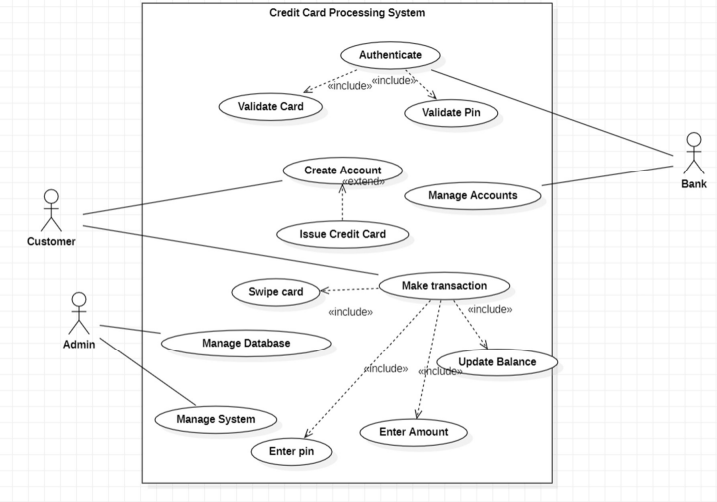 Credit Card Processing System
Authenticate
«include»
«include»
Validate Card
Validate Pin
Create Account
«extend»
Bank
Manage Accounts
Customer
Issue Credit Card
Make transaction
Swipe card
«include»
«include»
Admin
Manage Database
Update Balance
«include»
«include»
Manage System
Enter Amount
Enter pin